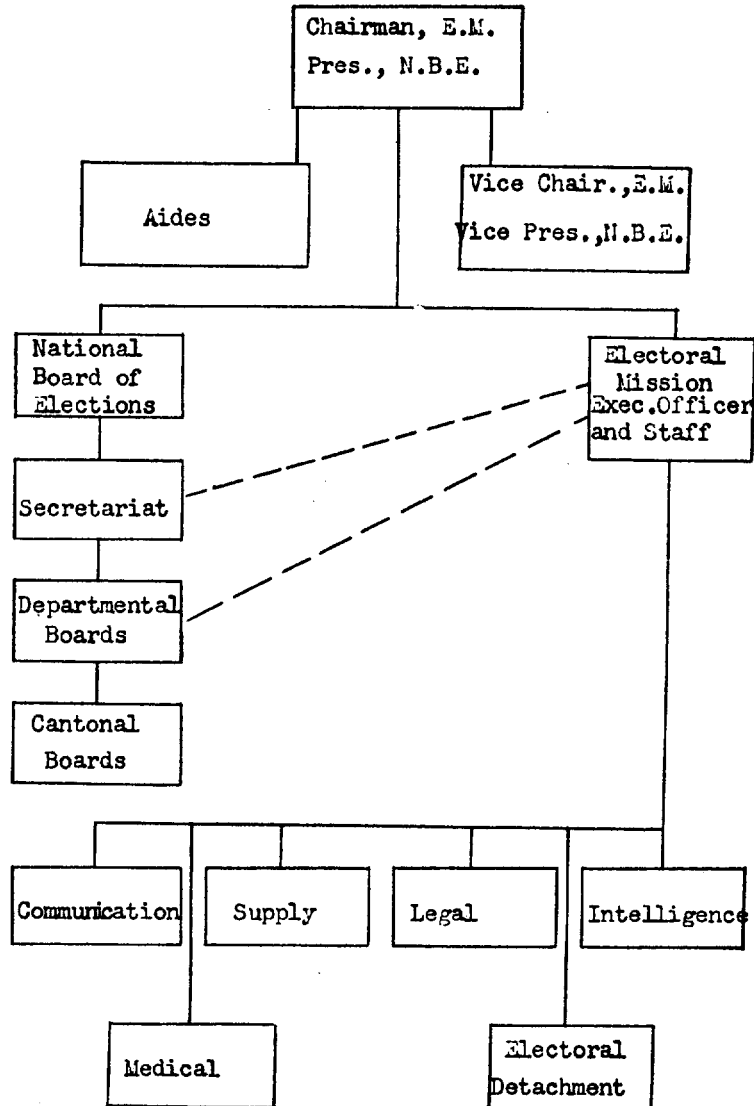 Chairman, E.M.
Pres., N.B.E.
Aides
Vice Chair.,E.M.
Vice Pres.,N.B.E.
National
Board of
Elections
Electoral
Mission
Exec.Officer
and Staff
Secretariat
Departmental
Boards
Cantonal
Boards
Communication
Supply
Legal
Intelligence
Medical
Electoral
Detachment